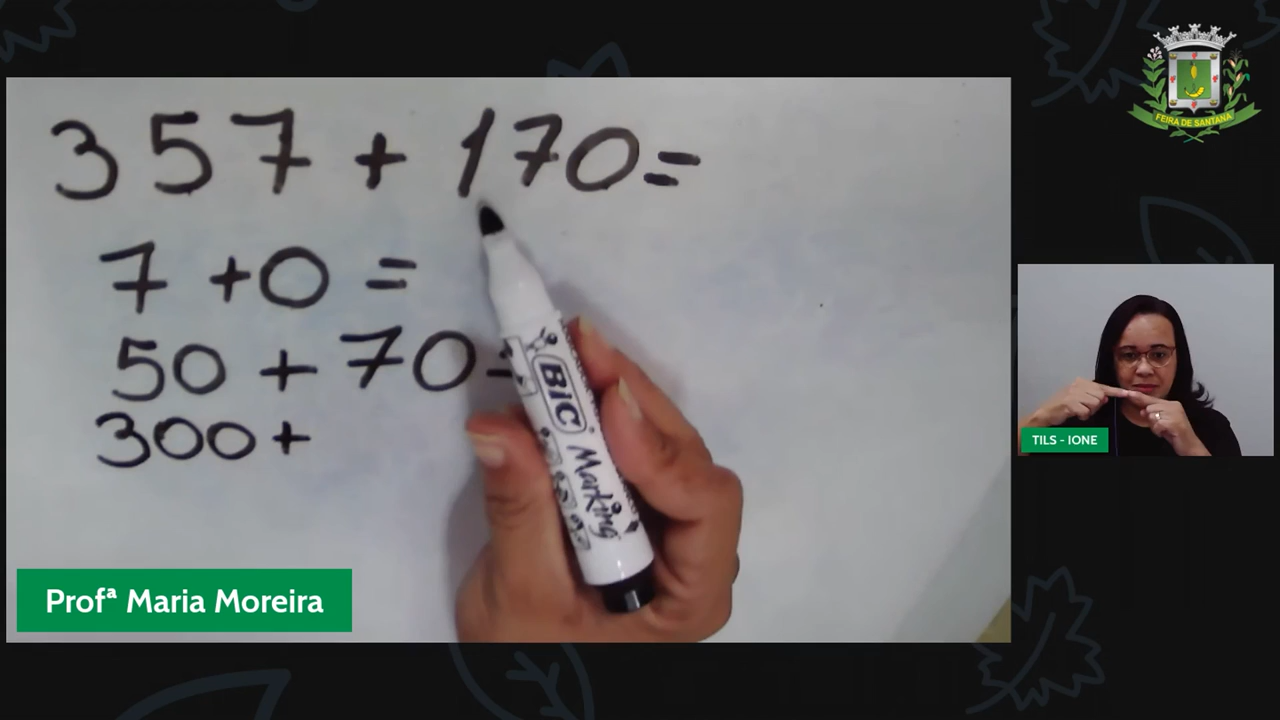 357 + 170=
7 +0 =
50 + 70=
300 +
BIC Marking
Profª Maria Moreira
FEIRA DE SANTANA
TILS - IONE